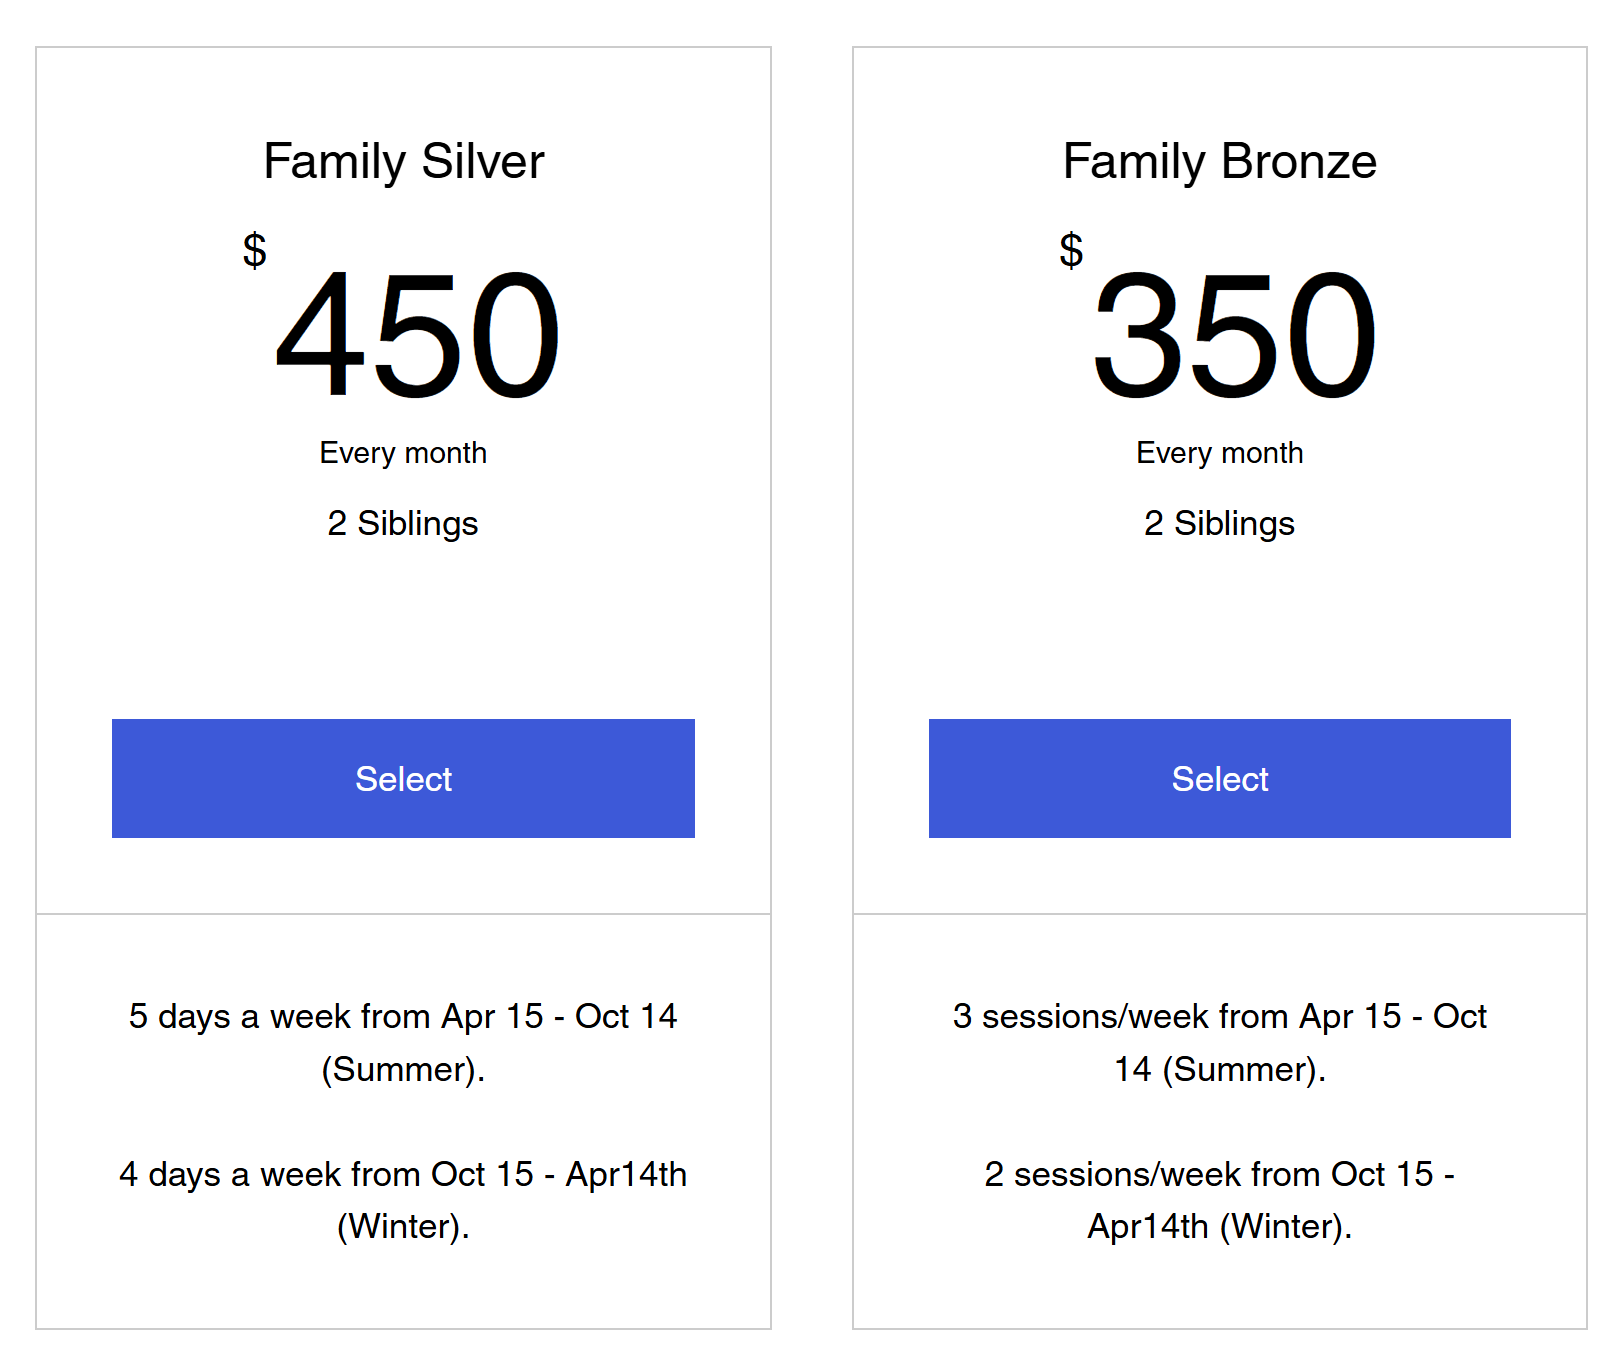 Family Silver
$
450
Every month
2 Siblings
Select
5 days a week from Apr 15 - Oct 14
(Summer).
4 days a week from Oct 15 - Apr14th
(Winter).
Family Bronze
$
350
Every month
2 Siblings
Select
3 sessions/week from Apr 15 - Oct
14 (Summer).
2 sessions/week from Oct 15 -
Apr14th (Winter).